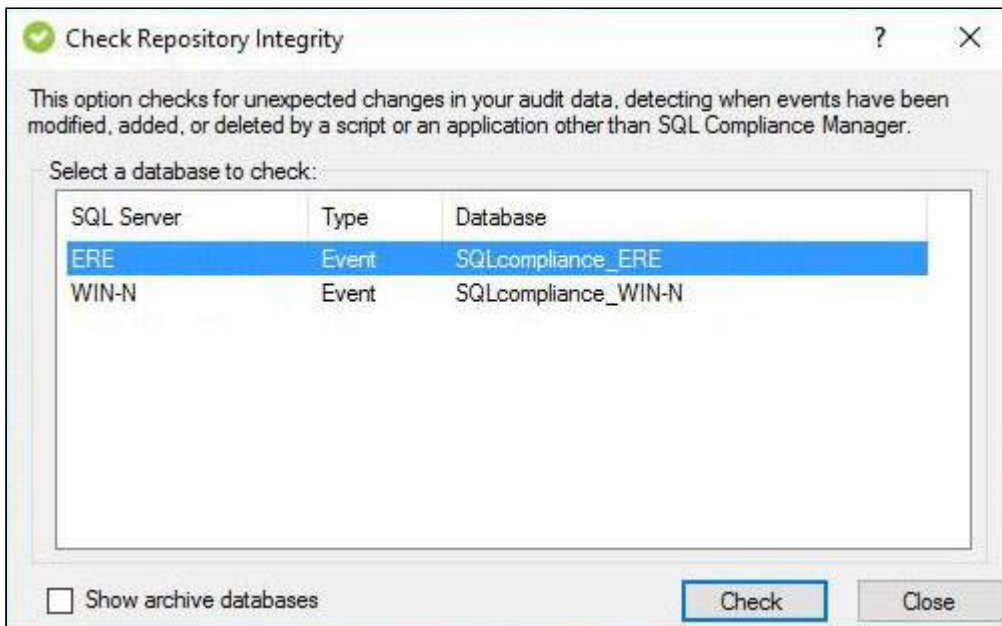 Check Repository Integrity ?
This option checks for unexpected changes in your audit data, detecting when events have been
modified, added, or deleted by a script or an application other than SQL Compliance Manager.
Select a database to check:
SQL Server Type Database
ERE Event SQLcompliance_ERE
WIN-N Event SQLcompliance_WIN-N
Show archive databases Check Close